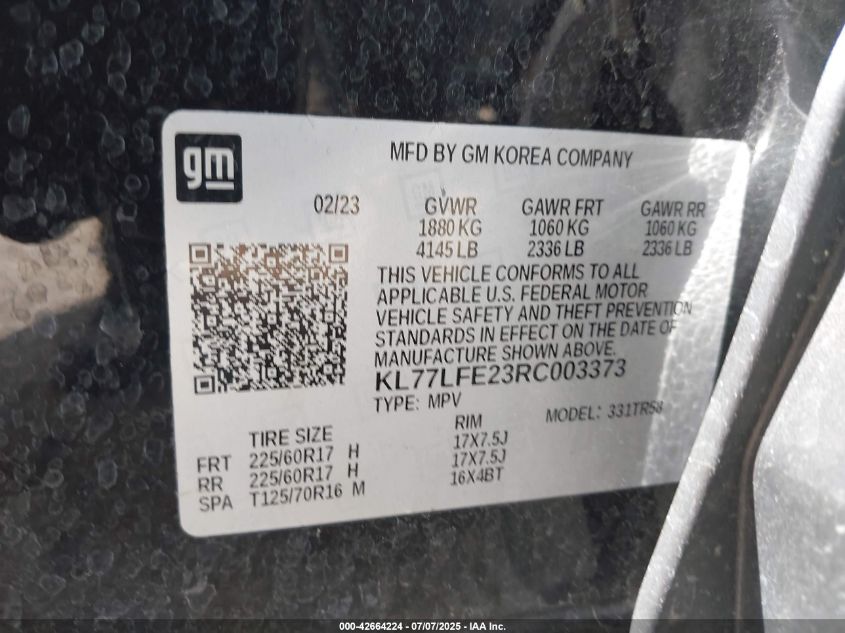 gm
MFD BY GM KOREA COMPANY
02/23 GVWR GAWR FRT GAWR RR
1880 KG 1060 KG 1060 KG
4145 LB 2336 LB 2336 LB
THIS VEHICLE CONFORMS TO ALL
APPLICABLE U.S. FEDERAL MOTOR
VEHICLE SAFETY AND THEFT PREVENTION
STANDARDS IN EFFECT ON THE DATE OF
MANUFACTURE SHOWN ABOVE.
KL77LFE23RC003373
TYPE: MPV MODEL: 331TR58
TIRE SIZE RIM
FRT 225/60R17 H 17X7.5J
RR 225/60R17 H 17X7.5J
SPA T125/70R16 M 16X4BT
000-42664224 - 07/07/2025 - IAA Inc.